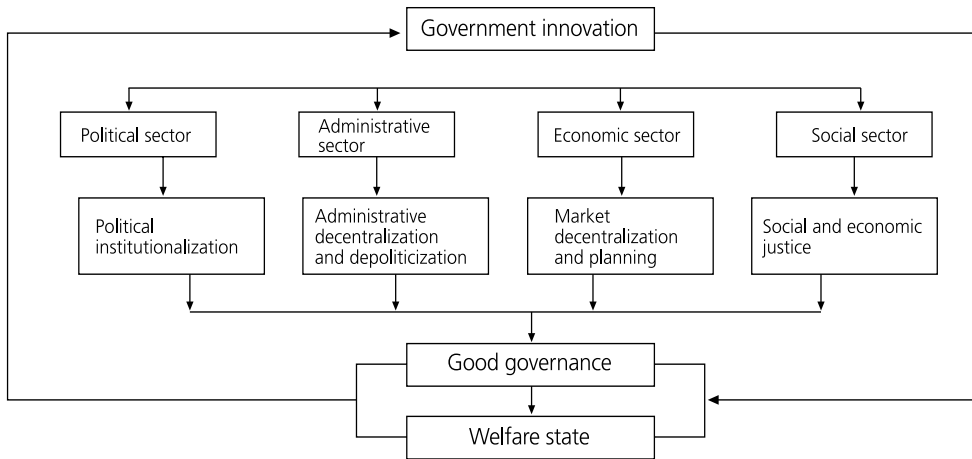 Government innovation
Political sector
Administrative
sector
Economic sector
Social sector
Political
institutionalization
Administrative
decentralization
and depoliticization
Market
decentralization
and planning
Social and economic
justice
Good governance
Welfare state